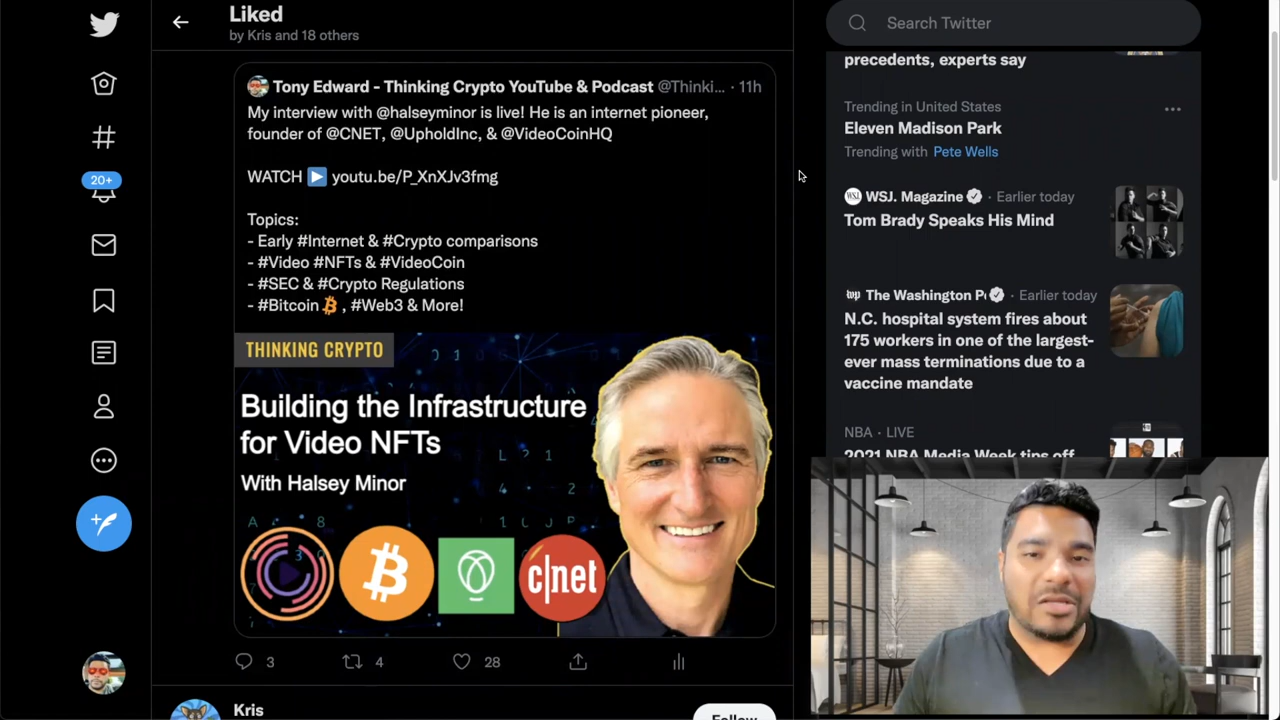 Liked
by Kris and 18 others
Tony Edward - Thinking Crypto YouTube & Podcast @Thinki... · 11h
My interview with @halseyminor is live! He is an internet pioneer,
founder of @CNET, @UpholdInc, & @VideoCoinHQ
WATCH ▶ youtu.be/P_XnXJv3fmg
Topics:
- Early #Internet & #Crypto comparisons
- #Video #NFTs & #VideoCoin
- #SEC & #Crypto Regulations
- #Bitcoin , #Web3 & More!
THINKING CRYPTO
Building the Infrastructure
for Video NFTs
With Halsey Minor
c|net
3
4
28
Kris
Follow
20+
Search Twitter
precedents, experts say
Trending in United States
Eleven Madison Park
Trending with Pete Wells
WSJ. Magazine · Earlier today
Tom Brady Speaks His Mind
The Washington P · Earlier today
N.C. hospital system fires about
175 workers in one of the largest-
ever mass terminations due to a
vaccine mandate
NBA · LIVE
2021 NBA Media Week tips off